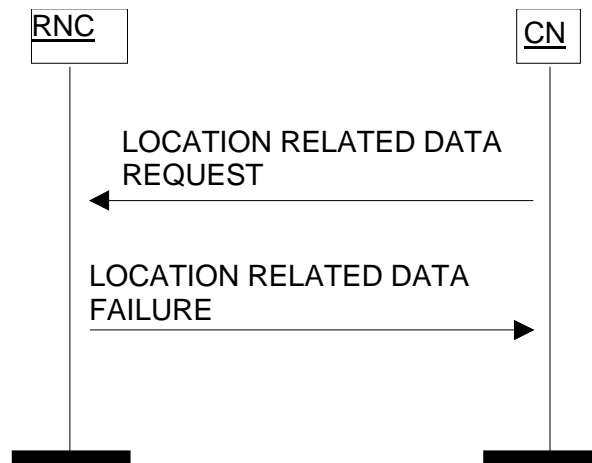 RNC
CN
LOCATION RELATED DATA
REQUEST
LOCATION RELATED DATA
FAILURE